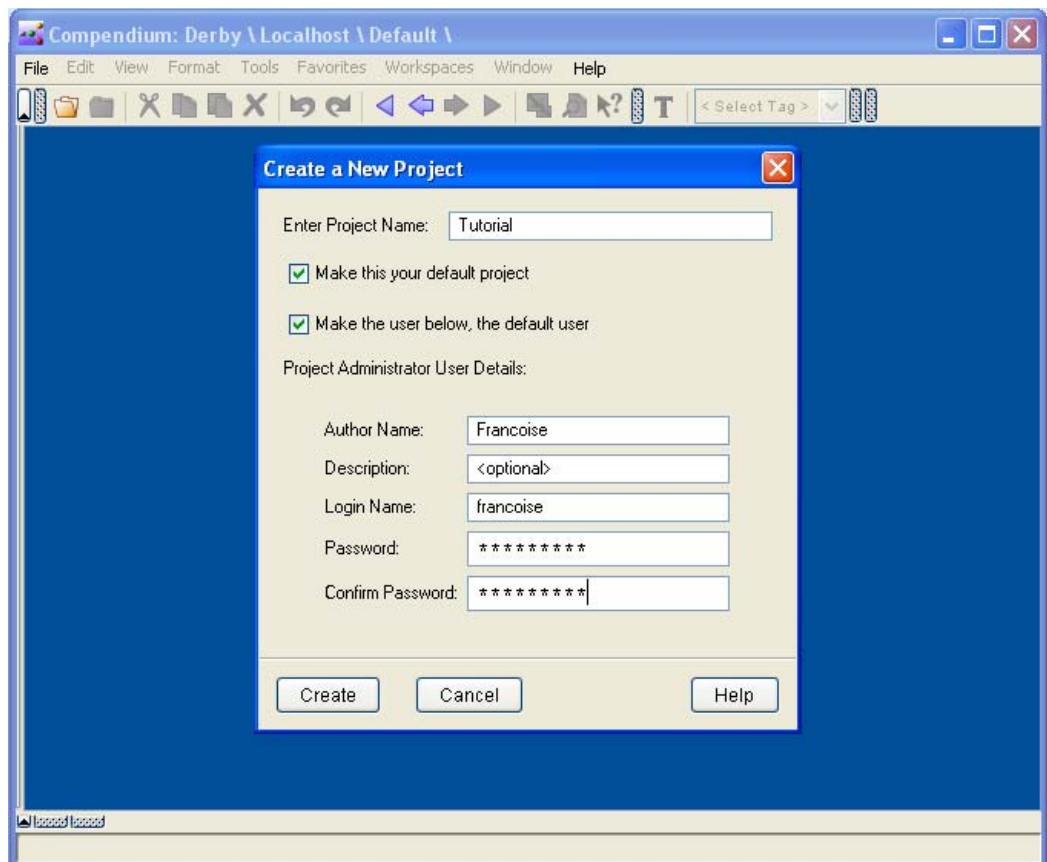 Compendium: Derby \ Localhost \ Default \
File Edit View Format Tools Favorites Workspaces Window Help
T < Select Tag >
Create a New Project
Enter Project Name: Tutorial
Make this your default project
Make the user below, the default user
Project Administrator User Details:
Author Name: Francoise
Description: <optional>
Login Name: francoise
Password: *********
Confirm Password: *********
Create Cancel Help